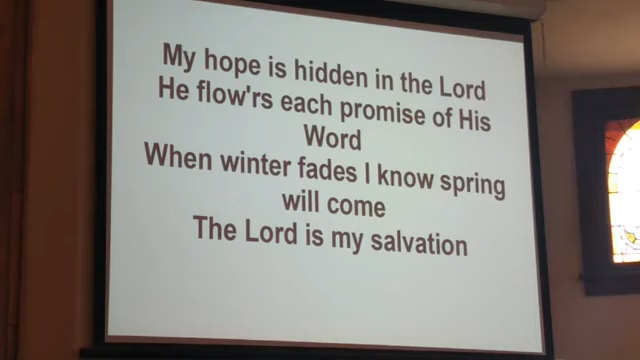 My hope is hidden in the Lord
He flow'rs each promise of His
Word
When winter fades I know spring
will come
The Lord is my salvation